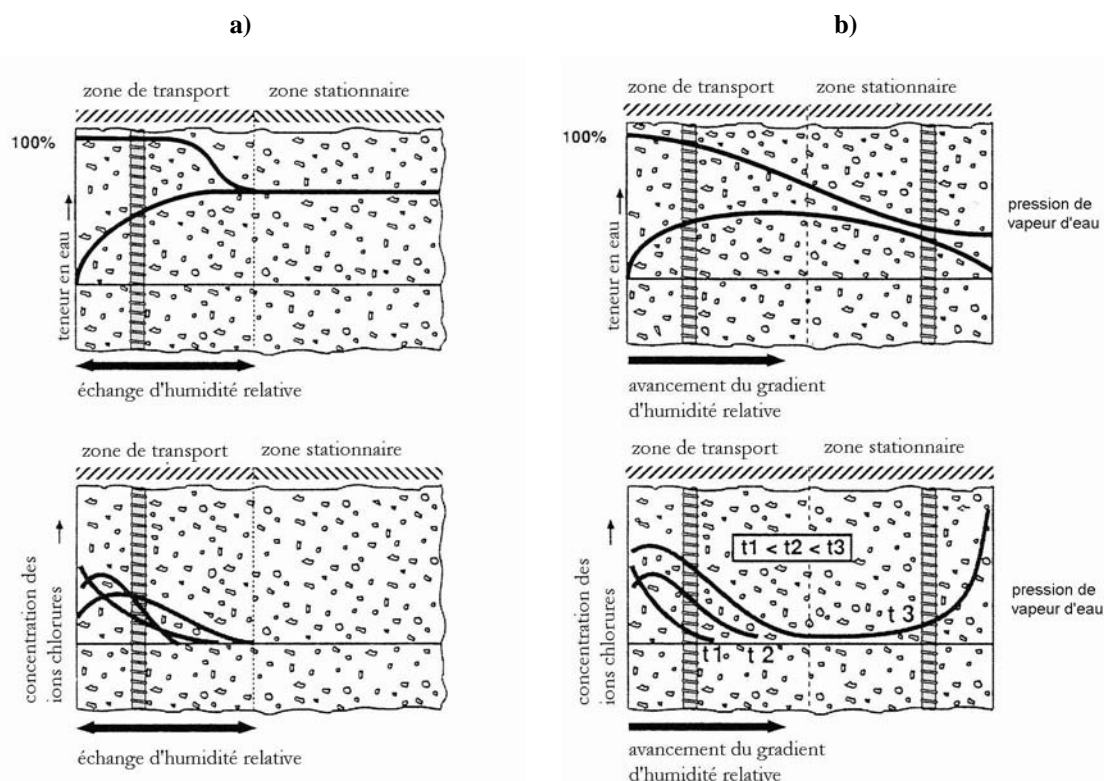 a)
b)
zone de transport
zone stationnaire
zone de transport
zone stationnaire
100%
teneur en eau
échange d'humidité relative
100%
teneur en eau
pression de
vapeur d'eau
avancement du gradient
d'humidité relative
zone de transport
zone stationnaire
concentration des
ions chlorures
échange d'humidité relative
zone de transport
zone stationnaire
concentration des
ions chlorures
t1 < t2 < t3
t 3
t1
t 2
pression de
vapeur d'eau
avancement du gradient
d'humidité relative